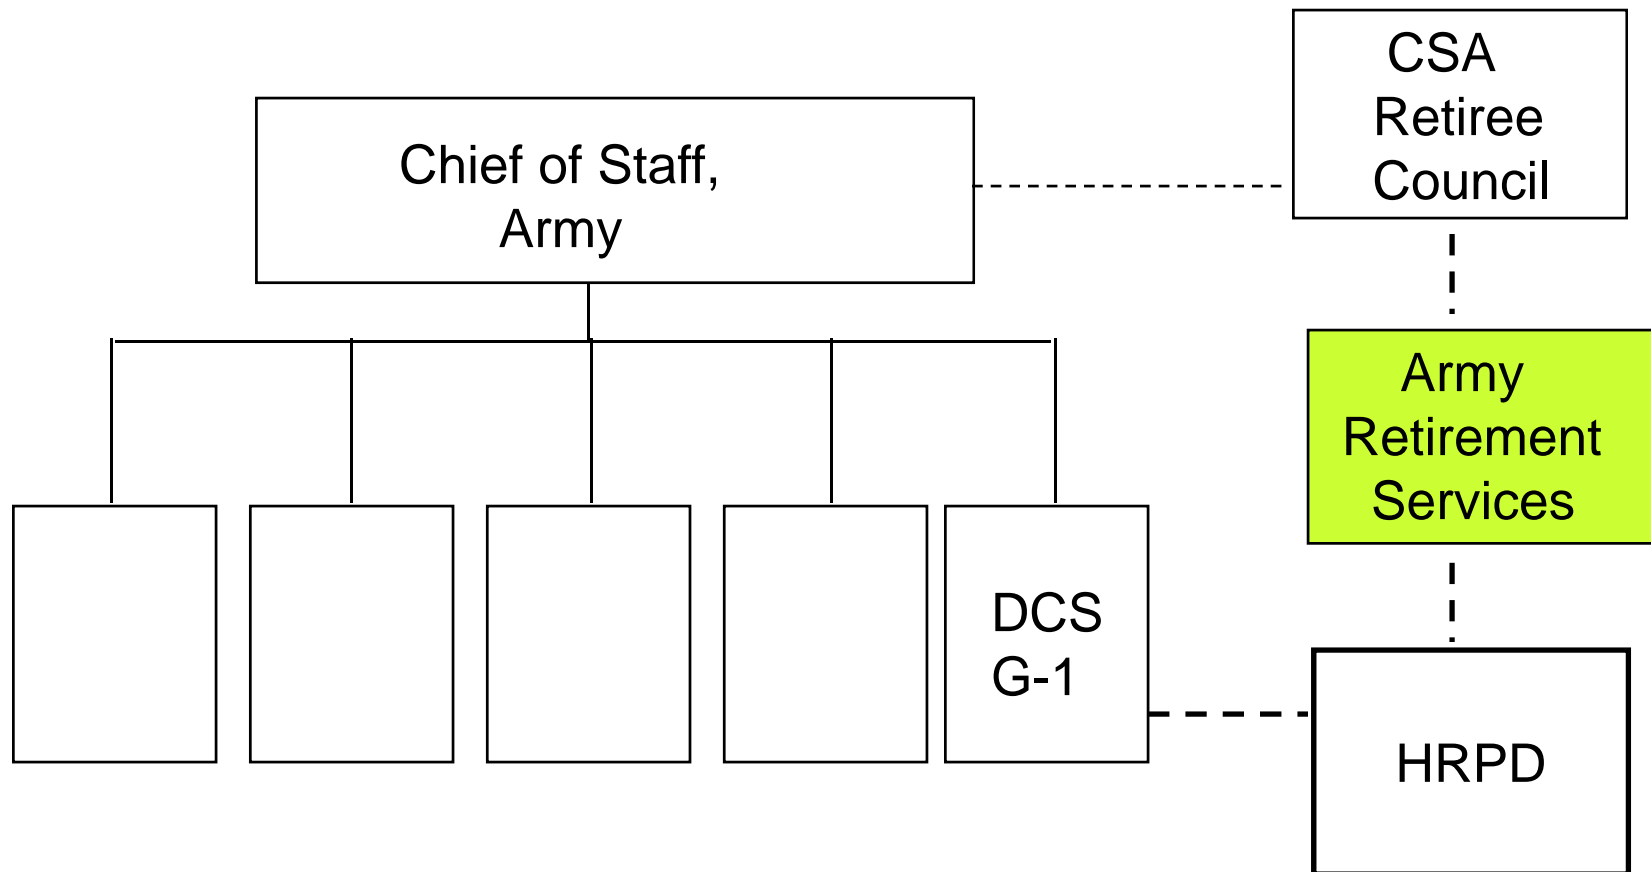 CSA
Retiree
Council
Chief of Staff,
Army
Army
Retirement
Services
DCS
G-1
HRPD